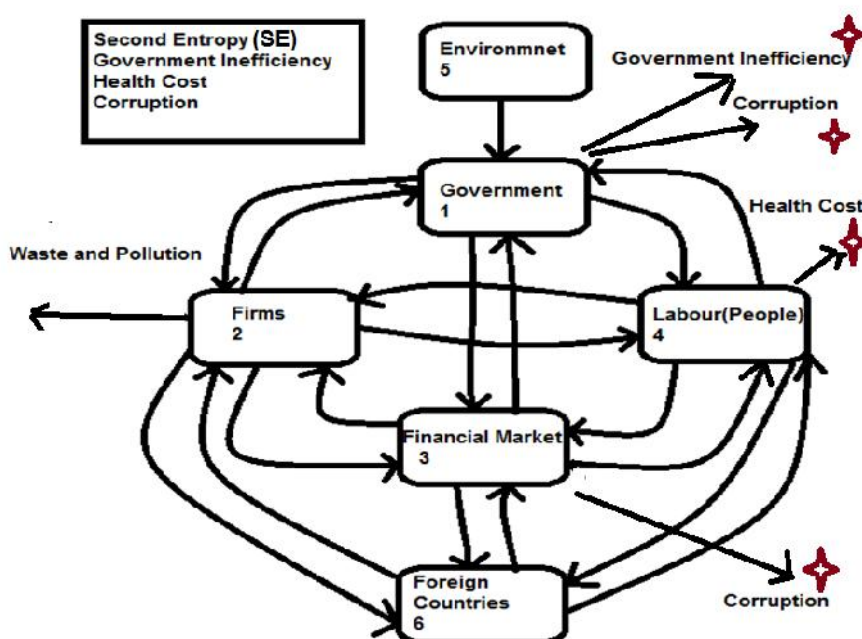 Second Entropy (SE)
Government Inefficiency
Health Cost
Corruption
Environmnet
5
Government Inefficiency
Corruption
Government
1
Health Cost
Waste and Pollution
Firms
2
Labour(People)
4
Financial Market
3
Foreign
Countries
6
Corruption